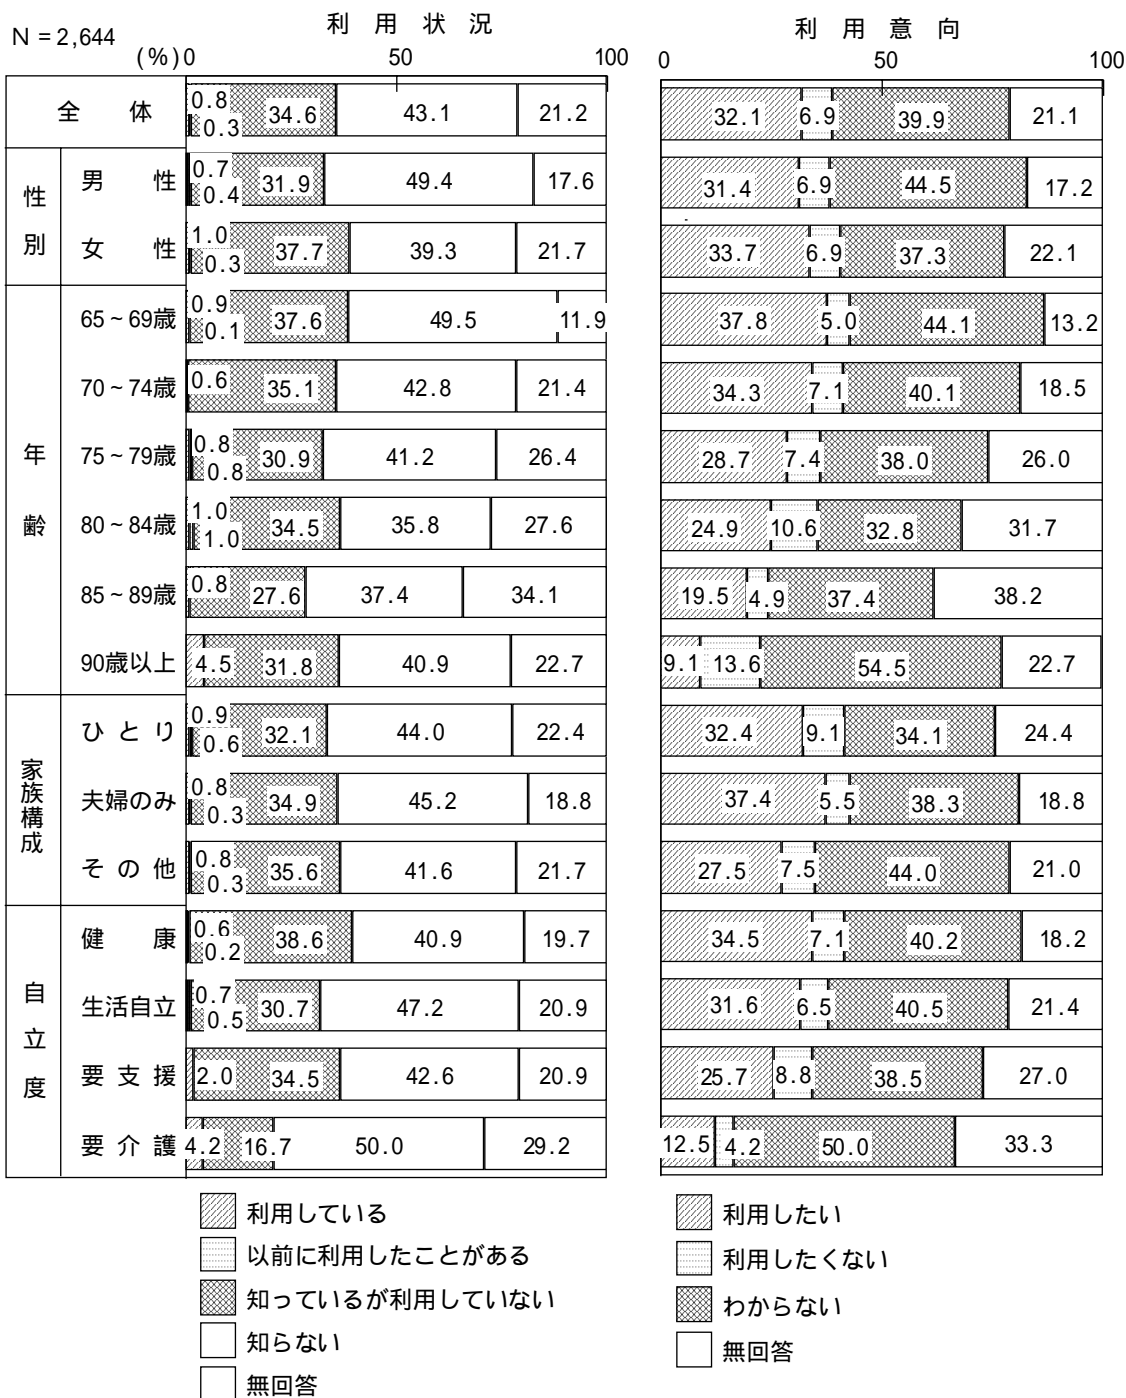 利用状況
利用意向
N＝2,644
(%) 0 50 100
0 50 100
全体 0.8 0.3 34.6 43.1 21.2 32.1 6.9 39.9 21.1
性別
男性 0.7 0.4 31.9 49.4 17.6 31.4 6.9 44.5 17.2
女性 1.0 0.3 37.7 39.3 21.7 33.7 6.9 37.3 22.1
年齢
65～69歳 0.9 0.1 37.6 49.5 11.9 37.8 5.0 44.1 13.2
70～74歳 0.6 35.1 42.8 21.4 34.3 7.1 40.1 18.5
75～79歳 0.8 0.8 30.9 41.2 26.4 28.7 7.4 38.0 26.0
80～84歳 1.0 1.0 34.5 35.8 27.6 24.9 10.6 32.8 31.7
85～89歳 0.8 27.6 37.4 34.1 19.5 4.9 37.4 38.2
90歳以上 4.5 31.8 40.9 22.7 9.1 13.6 54.5 22.7
家族構成
ひとり 0.9 0.6 32.1 44.0 22.4 32.4 9.1 34.1 24.4
夫婦のみ 0.8 0.3 34.9 45.2 18.8 37.4 5.5 38.3 18.8
その他 0.8 0.3 35.6 41.6 21.7 27.5 7.5 44.0 21.0
自立度
健康 0.6 0.2 38.6 40.9 19.7 34.5 7.1 40.2 18.2
生活自立 0.7 0.5 30.7 47.2 20.9 31.6 6.5 40.5 21.4
要支援 2.0 34.5 42.6 20.9 25.7 8.8 38.5 27.0
要介護 4.2 16.7 50.0 29.2 12.5 4.2 50.0 33.3
利用している
以前に利用したことがある
知っているが利用していない
知らない
無回答
利用したい
利用したくない
わからない
無回答